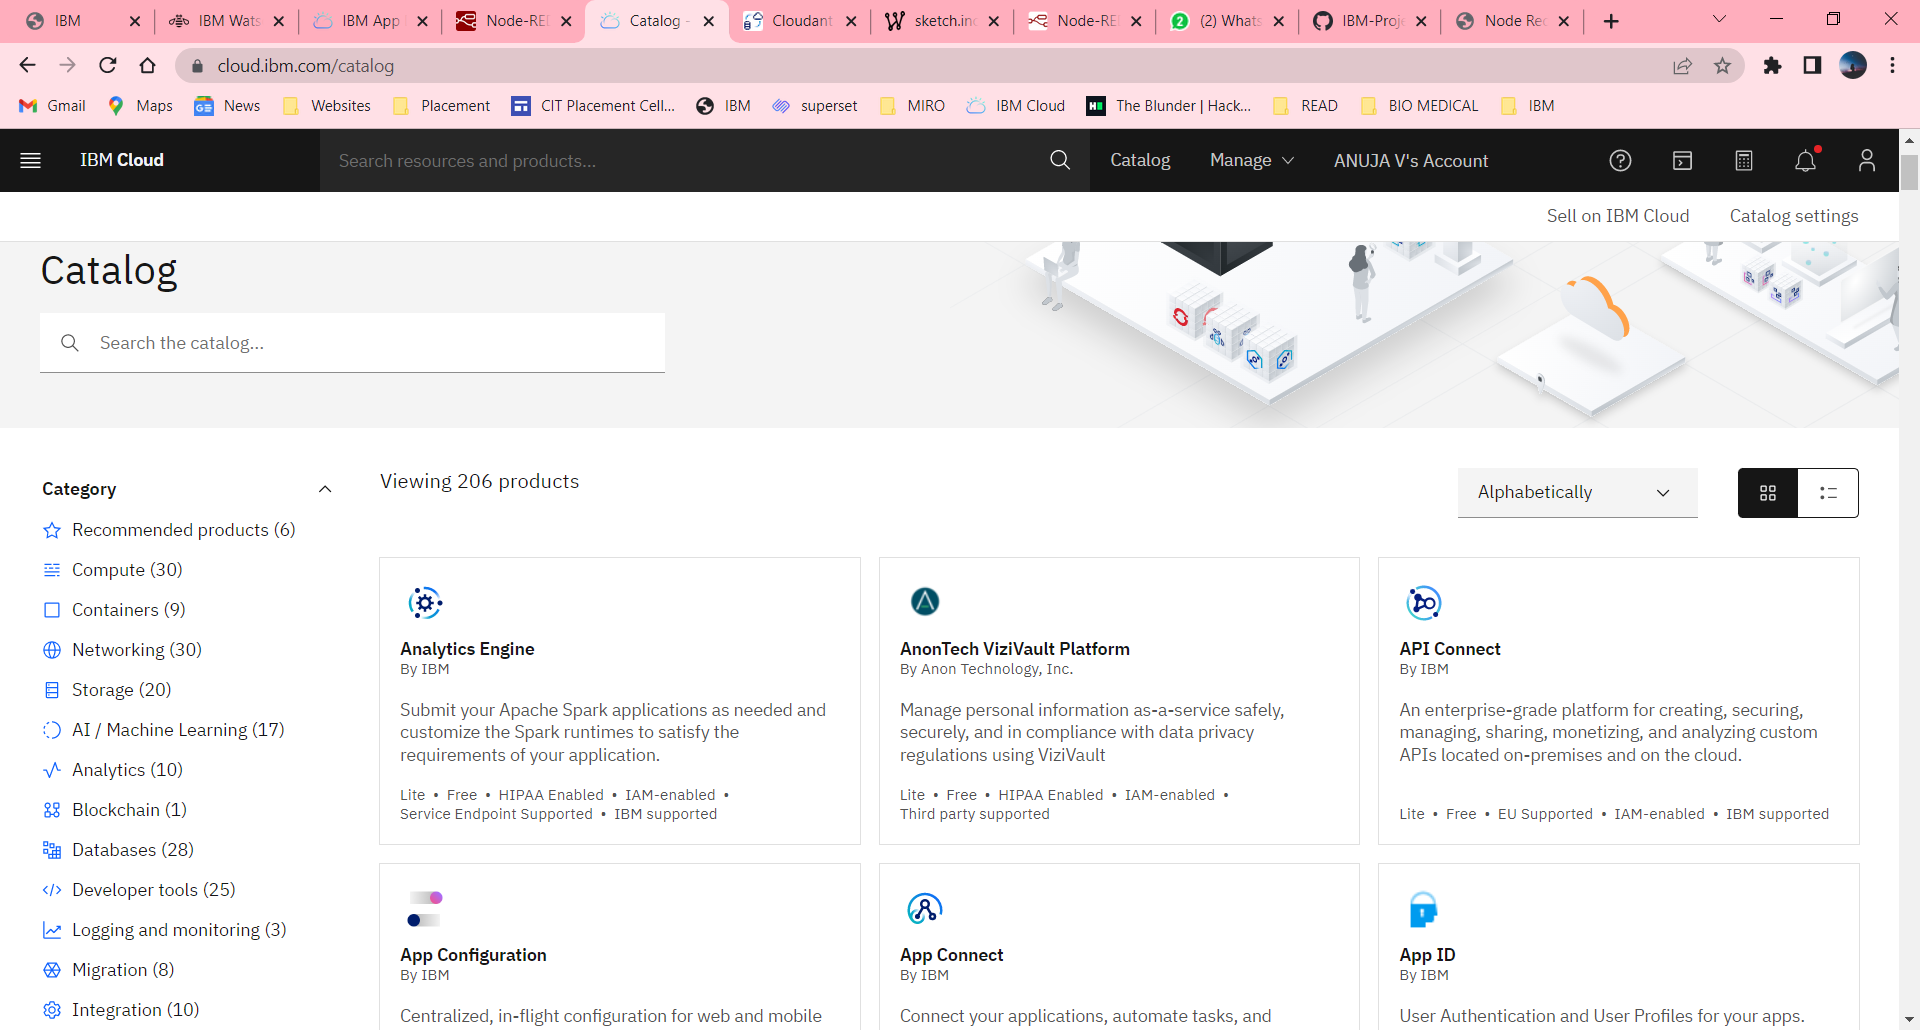 IBM
IBM Wats
IBM App
Node-RED
Catalog -
Cloudant
sketch.in
Node-RED
(2) Whats
IBM-Proje
Node Red
cloud.ibm.com/catalog
Gmail
Maps
News
Websites
Placement
CIT Placement Cell...
IBM
superset
MIRO
IBM Cloud
The Blunder | Hack...
READ
BIO MEDICAL
IBM
IBM Cloud
Search resources and products...
Catalog
Manage
ANUJA V's Account
Sell on IBM Cloud
Catalog settings
Catalog
Search the catalog...
Category
Recommended products (6)
Compute (30)
Containers (9)
Networking (30)
Storage (20)
AI / Machine Learning (17)
Analytics (10)
Blockchain (1)
Databases (28)
Developer tools (25)
Logging and monitoring (3)
Migration (8)
Integration (10)
Viewing 206 products
Alphabetically
Analytics Engine
By IBM
Submit your Apache Spark applications as needed and
customize the Spark runtimes to satisfy the
requirements of your application.
Lite • Free • HIPAA Enabled • IAM-enabled •
Service Endpoint Supported • IBM supported
AnonTech ViziVault Platform
By Anon Technology, Inc.
Manage personal information as-a-service safely,
securely, and in compliance with data privacy
regulations using ViziVault
Lite • Free • HIPAA Enabled • IAM-enabled •
Third party supported
API Connect
By IBM
An enterprise-grade platform for creating, securing,
managing, sharing, monetizing, and analyzing custom
APIs located on-premises and on the cloud.
Lite • Free • EU Supported • IAM-enabled • IBM supported
App Configuration
By IBM
Centralized, in-flight configuration for web and mobile
App Connect
By IBM
Connect your applications, automate tasks, and
App ID
By IBM
User Authentication and User Profiles for your apps.